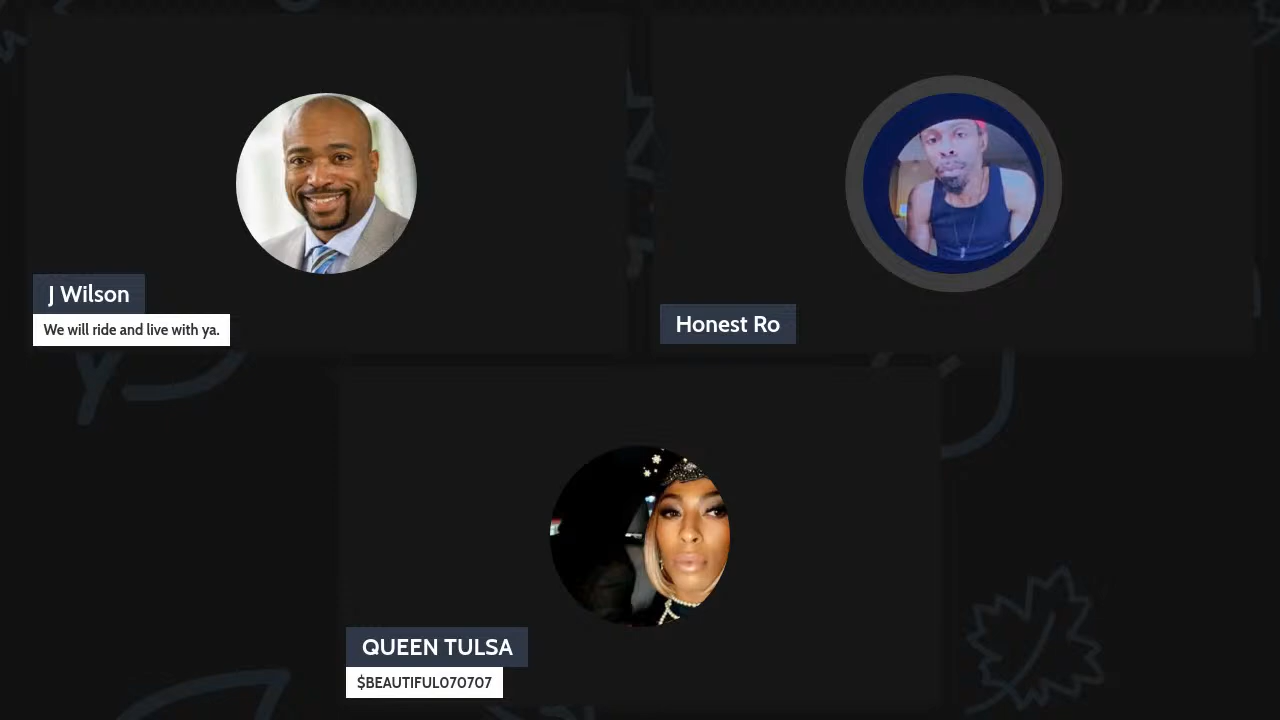 J Wilson
We will ride and live with ya.
Honest Ro
QUEEN TULSA
$BEAUTIFUL070707